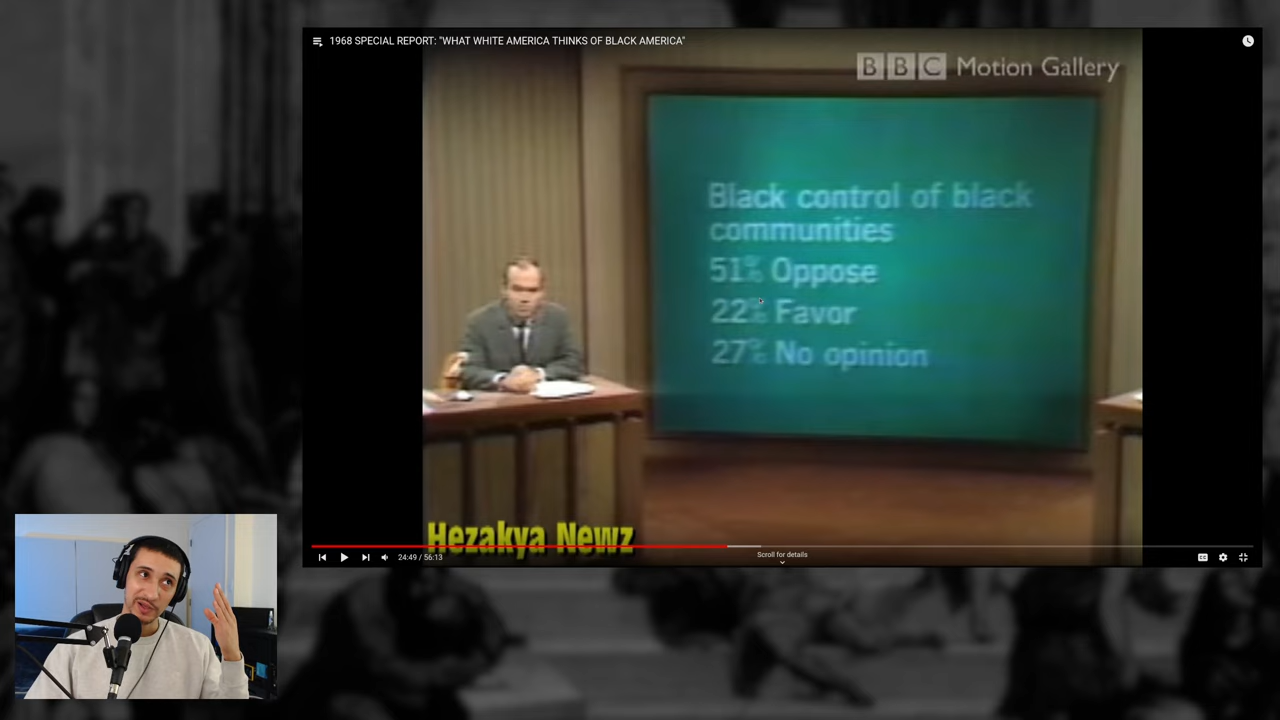 1968 SPECIAL REPORT: "WHAT WHITE AMERICA THINKS OF BLACK AMERICA"
BBC Motion Gallery
Black control of black
communities
51% Oppose
22% Favor
27% No opinion
Hezakya Newz
24:49 / 56:13
Scroll for details